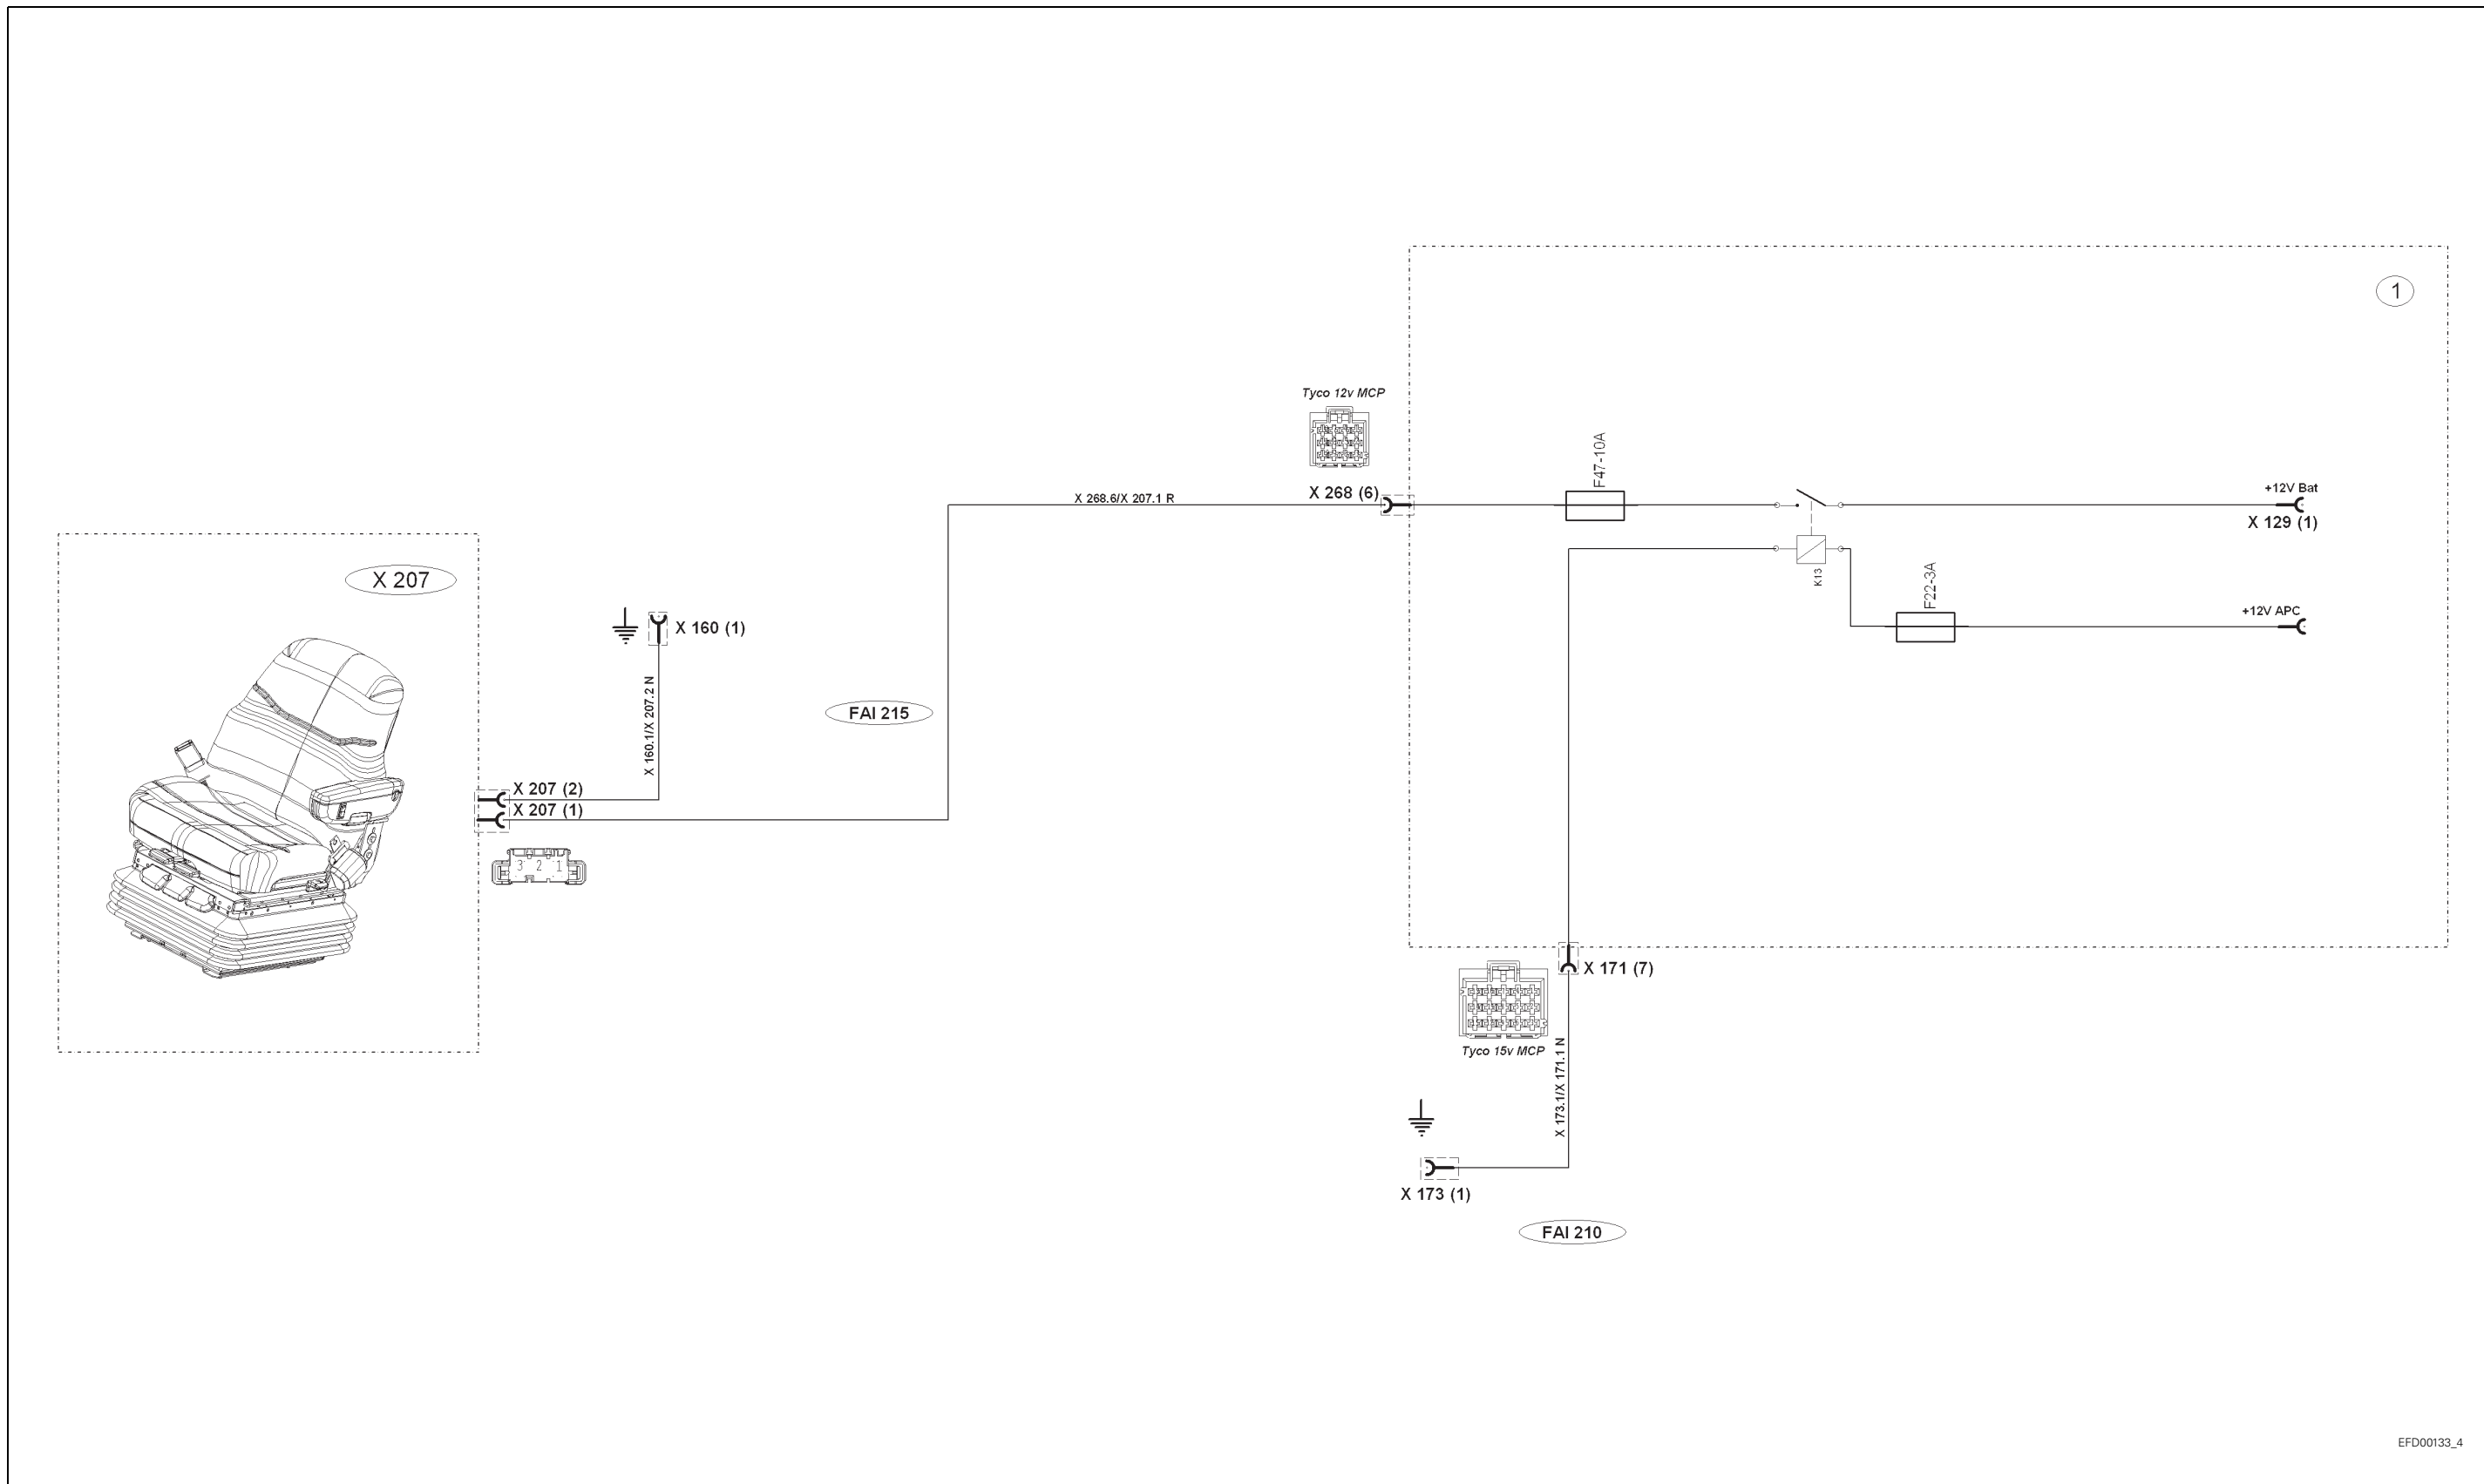 1
Tyco 12v MCP
F47-10A
X 268.6/X 207.1 R
X 268 (6)
+12V Bat
X 129 (1)
X 207
K13
F22-3A
+12V APC
X 160 (1)
X 160.1/X 207.2 N
FAI 215
X 207 (2)
X 207 (1)
3 2 1
X 171 (7)
Tyco 15v MCP
X 173.1/X 171.1 N
X 173 (1)
FAI 210
EFD00133_4